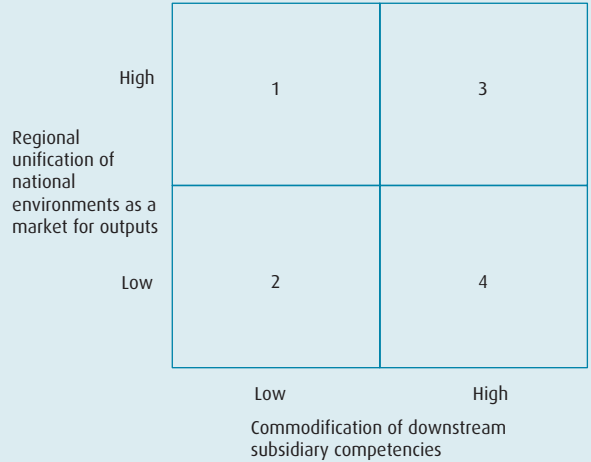 High
1
3
Regional
unification of
national
environments as a
market for outputs
Low
2
4
Low
High
Commodification of downstream
subsidiary competencies